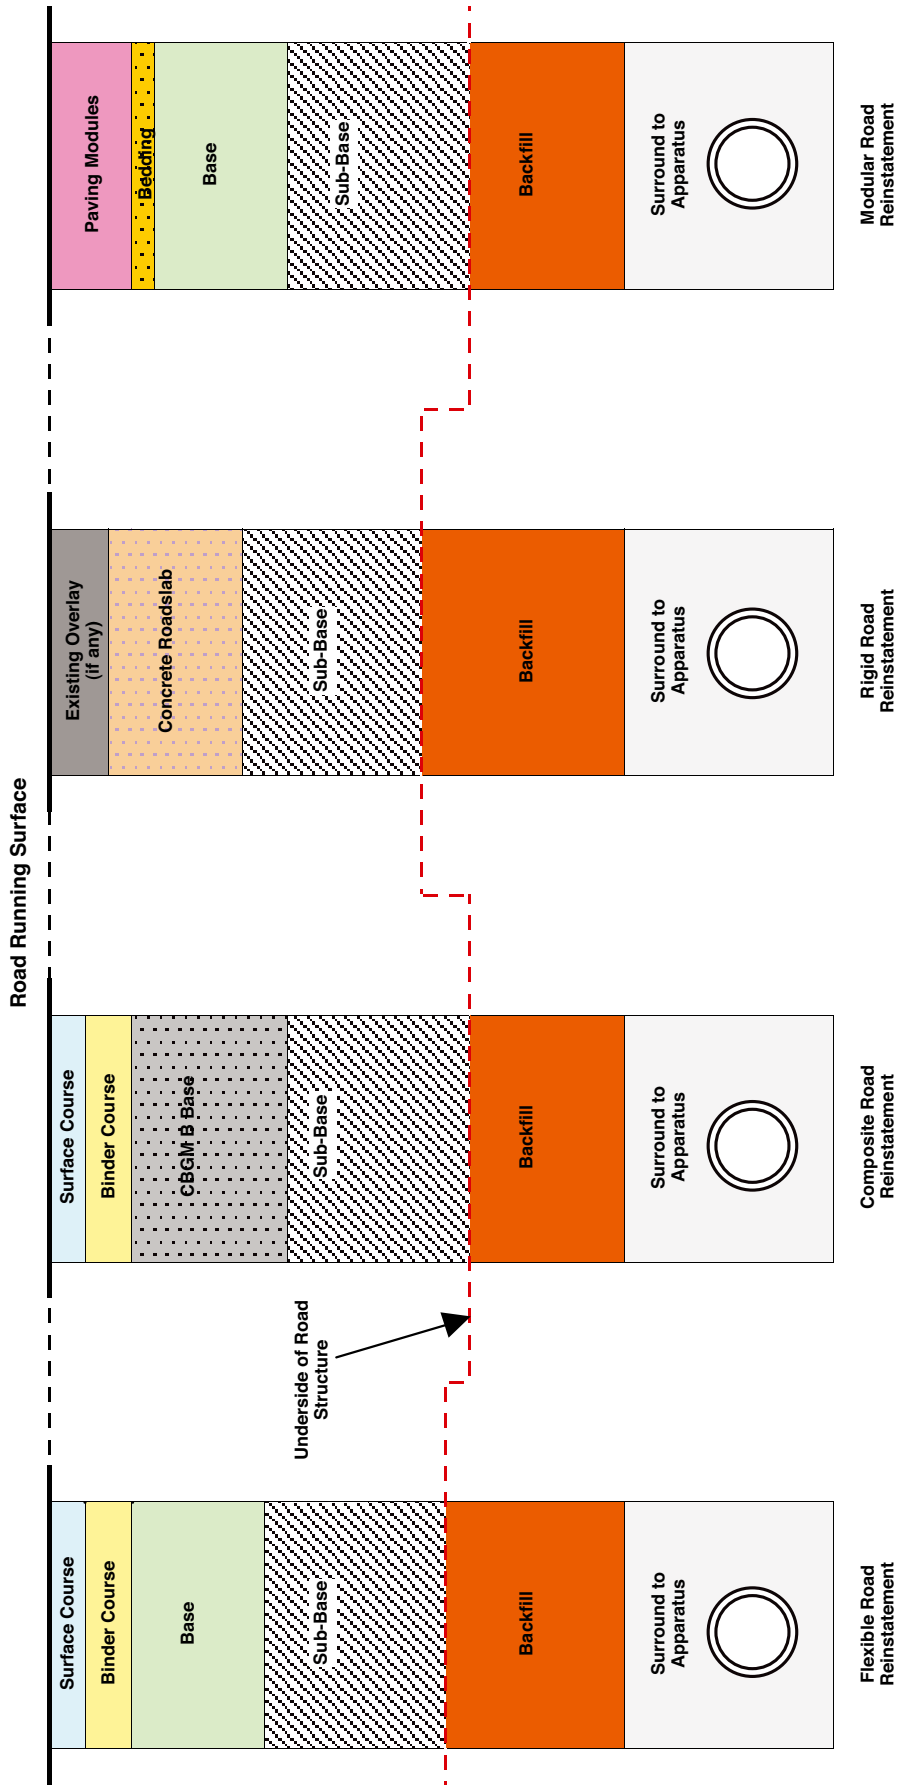 Road Running Surface
Surface Course
Binder Course
Base
Sub-Base
Backfill
Surround to
Apparatus
Flexible Road
Reinstatement
Underside of Road
Structure
Surface Course
Binder Course
CBGM B Base
Sub-Base
Backfill
Surround to
Apparatus
Composite Road
Reinstatement
Existing Overlay
(if any)
Concrete Roadslab
Sub-Base
Backfill
Surround to
Apparatus
Rigid Road
Reinstatement
Paving Modules
Bedding
Base
Sub-Base
Backfill
Surround to
Apparatus
Modular Road
Reinstatement